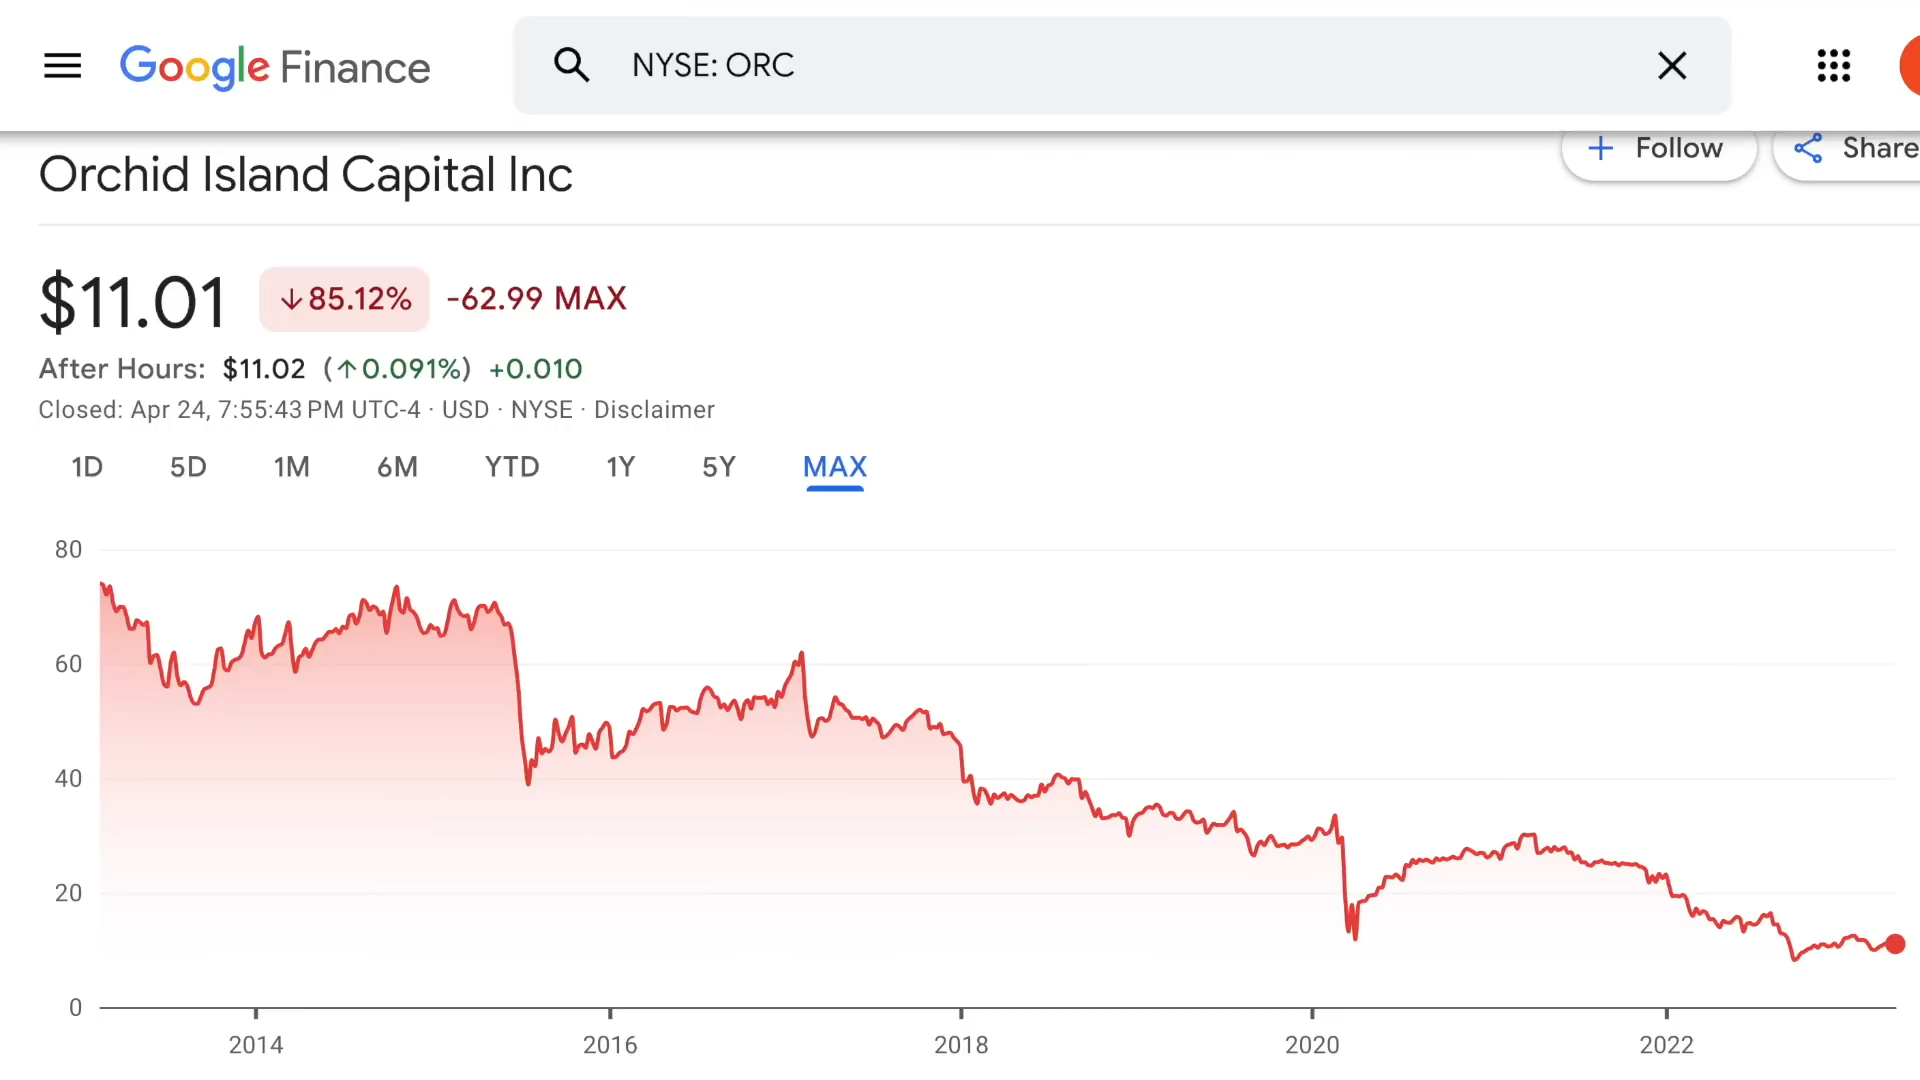 Google Finance
NYSE: ORC
Orchid Island Capital Inc
+ Follow
Share
$11.01 ↓85.12% -62.99 MAX
After Hours: $11.02 (↑0.091%) +0.010
Closed: Apr 24, 7:55:43 PM UTC-4 · USD · NYSE · Disclaimer
1D 5D 1M 6M YTD 1Y 5Y MAX
80
60
40
20
0
2014 2016 2018 2020 2022